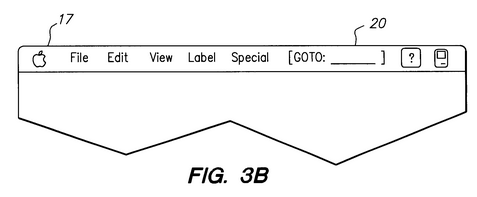 17 20
File Edit View Label Special [GOTO: ______ ] ?
FIG. 3B